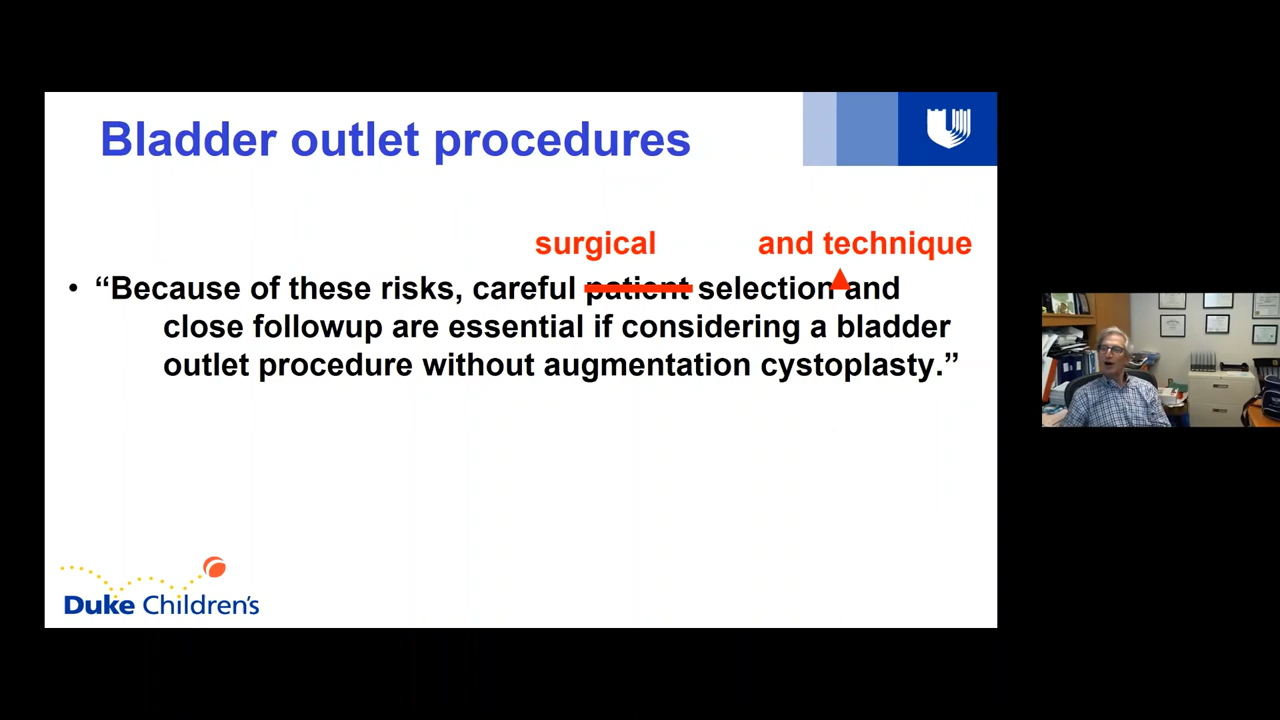 Bladder outlet procedures
surgical and technique
• “Because of these risks, careful patient selection and
close followup are essential if considering a bladder
outlet procedure without augmentation cystoplasty.”
Duke Children's